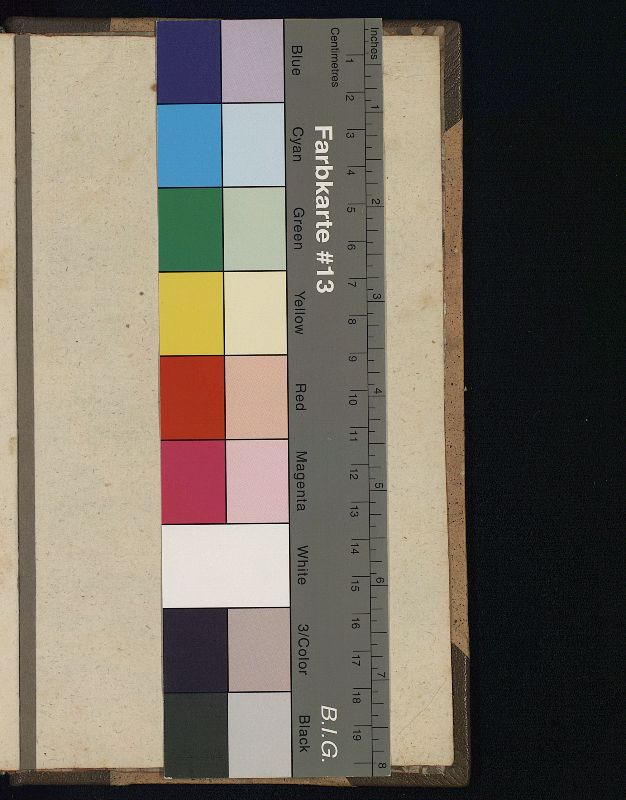 Inches
1 2 3 4 5 6 7 8
Centimetres
1 2 3 4 5 6 7 8 9 10 11 12 13 14 15 16 17 18 19
Farbkarte #13
B.I.G.
Blue
Cyan
Green
Yellow
Red
Magenta
White
3/Color
Black